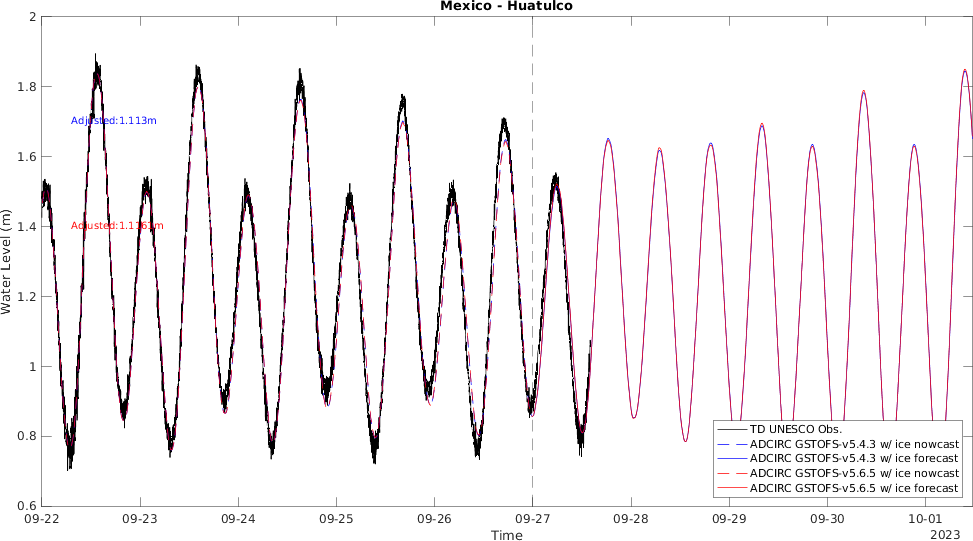 Mexico - Huatulco
2
1.8
1.6
1.4
1.2
1
0.8
0.6
Water Level (m)
Adjusted:1.113m
Adjusted:1.1161m
TD UNESCO Obs.
ADCIRC GSTOFS-v5.4.3 w/ ice nowcast
ADCIRC GSTOFS-v5.4.3 w/ ice forecast
ADCIRC GSTOFS-v5.6.5 w/ ice nowcast
ADCIRC GSTOFS-v5.6.5 w/ ice forecast
09-22 09-23 09-24 09-25 09-26 09-27 09-28 09-29 09-30 10-01
Time
2023